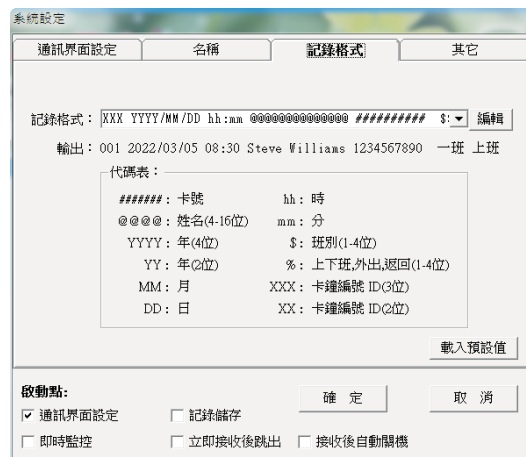 系統設定
通訊界面設定 名稱 記錄格式 其它
記錄格式： XXX YYYY/MM/DD hh:mm @@@@@@@@@@@@@@ ########## $: 編輯
輸出： 001 2022/03/05 08:30 Steve Williams 1234567890 一班 上班
代碼表：
#######： 卡號 hh： 時
@@@@： 姓名(4-16位) mm： 分
YYYY： 年(4位) $： 班別(1-4位)
YY： 年(2位) %： 上下班,外出,返回(1-4位)
MM： 月 XXX： 卡鐘編號 ID(3位)
DD： 日 XX： 卡鐘編號 ID(2位)
載入預設值
啟動點:
確 定 取 消
通訊界面設定 記錄儲存
即時監控 立即接收後跳出 接收後自動關機